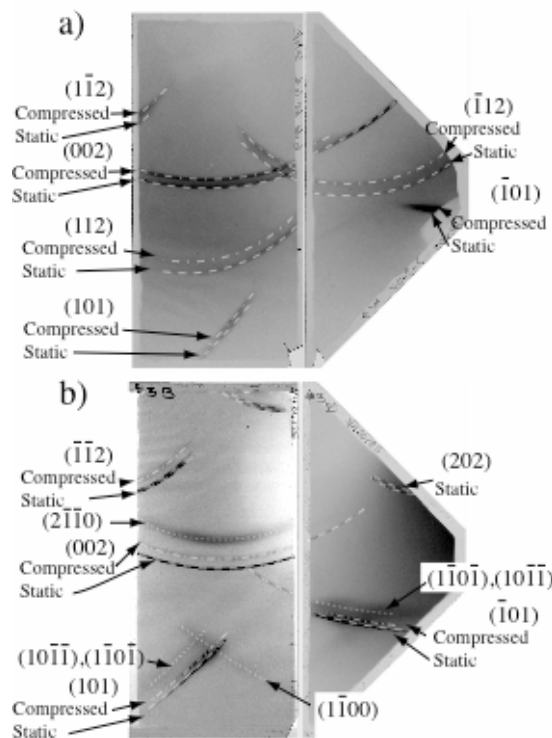 a)
(11̄2)
Compressed
Static
(002)
Compressed
Static
(112)
Compressed
Static
(101)
Compressed
Static
(1̄12)
Compressed
Static
(1̄01)
Compressed
Static
b)
(1̄1̄2)
Compressed
Static
(21̄1̄0)
(002)
Compressed
Static
(101̄1̄),(11̄01̄)
(101)
Compressed
Static
(11̄00)
(202)
Static
(11̄01̄),(101̄1̄)
(1̄01)
Compressed
Static